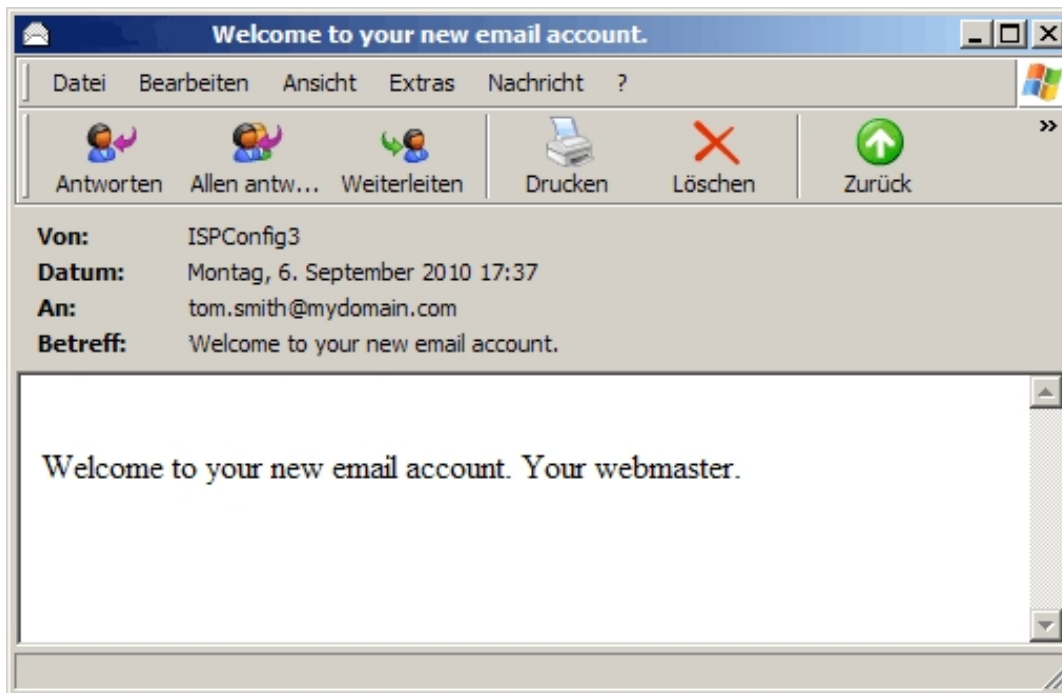 Welcome to your new email account.
Datei Bearbeiten Ansicht Extras Nachricht ?
Antworten Allen antw... Weiterleiten Drucken Löschen Zurück »
Von: ISPConfig3
Datum: Montag, 6. September 2010 17:37
An: tom.smith@mydomain.com
Betreff: Welcome to your new email account.
Welcome to your new email account. Your webmaster.